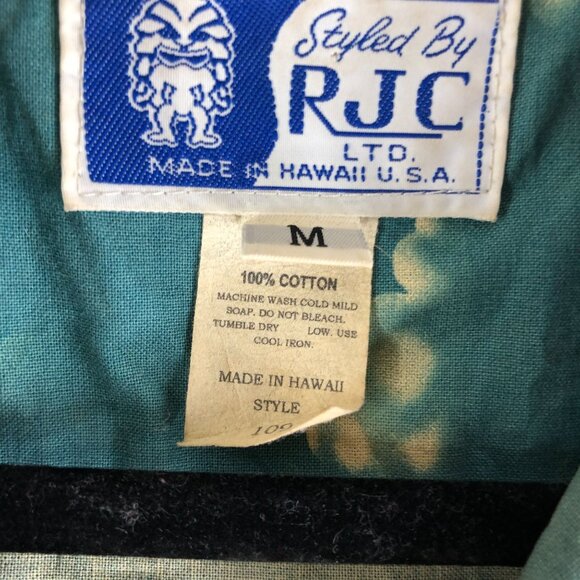 Styled By
RJC
LTD.
MADE IN HAWAII U.S.A.
M
100% COTTON
MACHINE WASH COLD MILD
SOAP. DO NOT BLEACH.
TUMBLE DRY LOW. USE
COOL IRON.
MADE IN HAWAII
STYLE